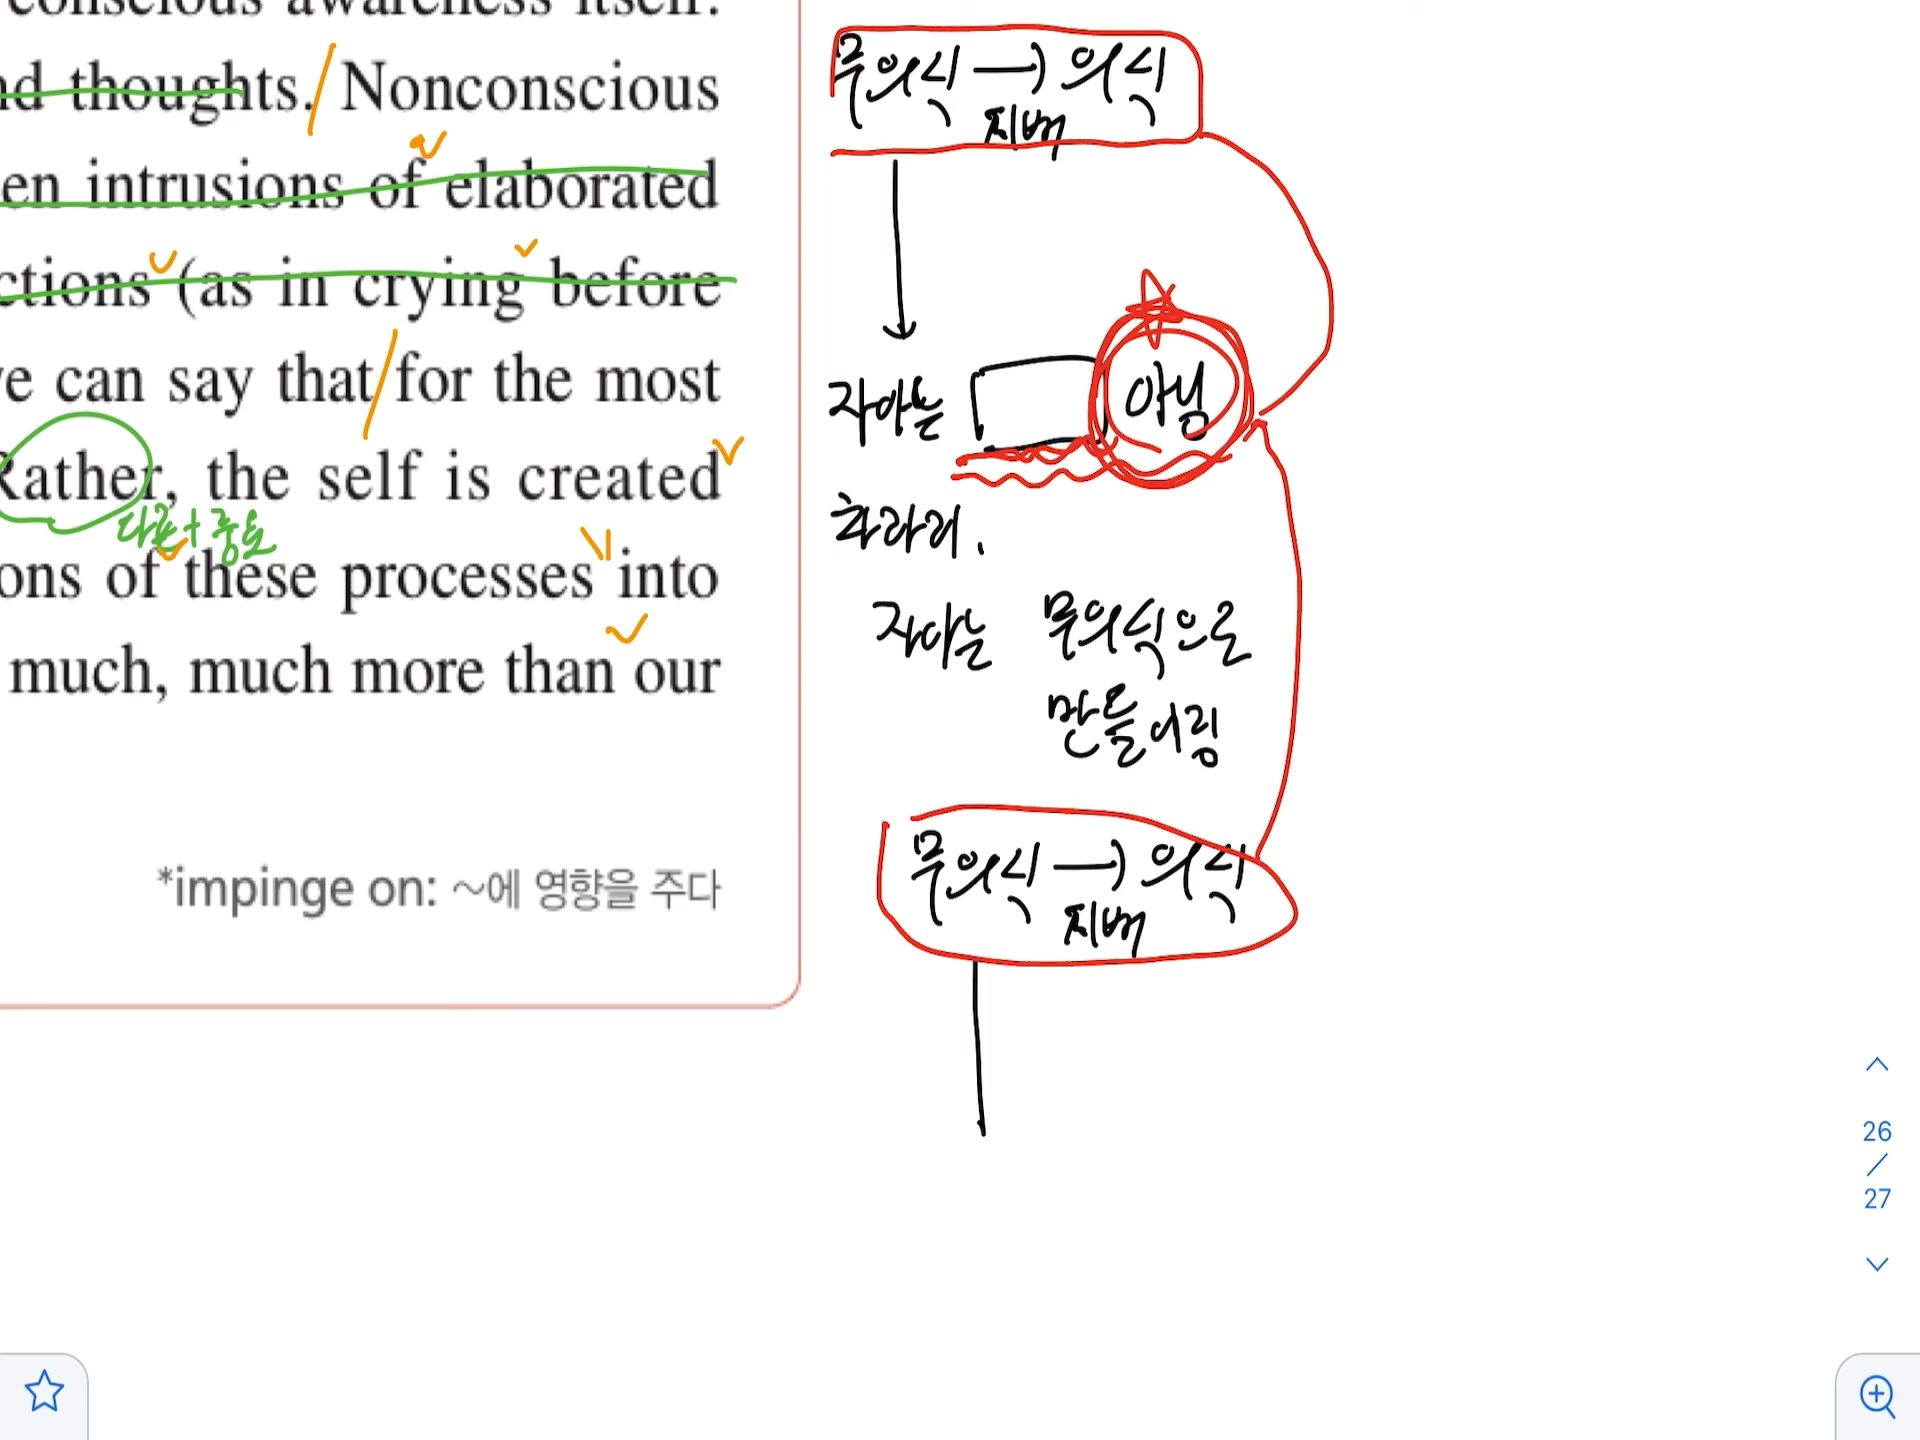 conscious awareness itself.
nd thoughts. / Nonconscious
en intrusions of elaborated
ctions (as in crying before
e can say that / for the most
Rather, the self is created
다른+중요
ons of these processes into
much, much more than our
*impinge on: ~에 영향을 주다
무의식 → 의식
지배
자아는 아님
차라리.
자아는 무의식으로
만들어짐
무의식 → 의식
지배
26
/
27